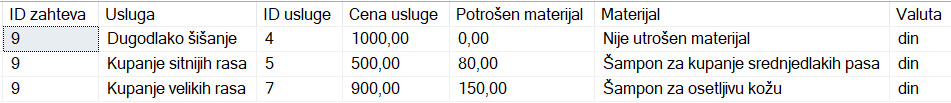 ID zahteva Usluga ID usluge Cena usluge Potrošen materijal Materijal Valuta
9 Dugodlako šišanje 4 1000,00 0,00 Nije utrošen materijal din
9 Kupanje sitnijih rasa 5 500,00 80,00 Šampon za kupanje srednjedlakih pasa din
9 Kupanje velikih rasa 7 900,00 150,00 Šampon za osetljivu kožu din